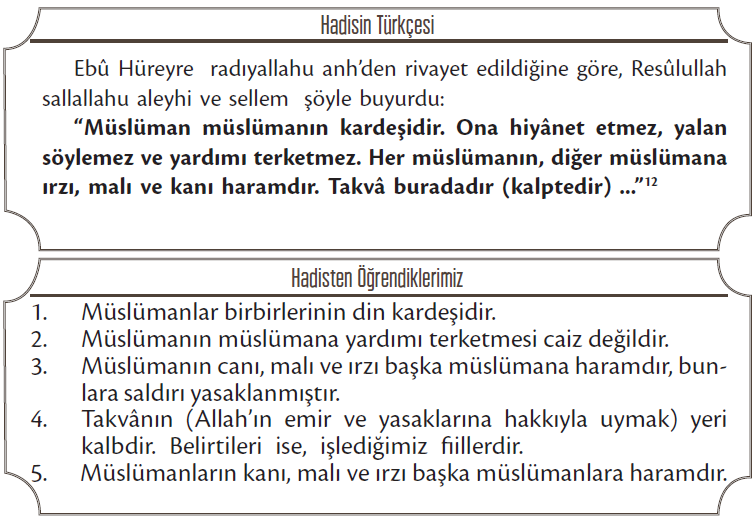 Hadisin Türkçesi
Ebû Hüreyre radıyallahu anh’den rivayet edildiğine göre, Resûlullah
sallallahu aleyhi ve sellem şöyle buyurdu:
“Müslüman müslümanın kardeşidir. Ona hiyânet etmez, yalan
söylemez ve yardımı terketmez. Her müslümanın, diğer müslümana
ırzı, malı ve kanı haramdır. Takvâ buradadır (kalptedir) ...”12
Hadisten Öğrendiklerimiz
1. Müslümanlar birbirlerinin din kardeşidir.
2. Müslümanın müslümana yardımı terketmesi caiz değildir.
3. Müslümanın canı, malı ve ırzı başka müslümana haramdır, bun-
lara saldırı yasaklanmıştır.
4. Takvânın (Allah’ın emir ve yasaklarına hakkıyla uymak) yeri
kalbdir. Belirtileri ise, işlediğimiz fiillerdir.
5. Müslümanların kanı, malı ve ırzı başka müslümanlara haramdır.